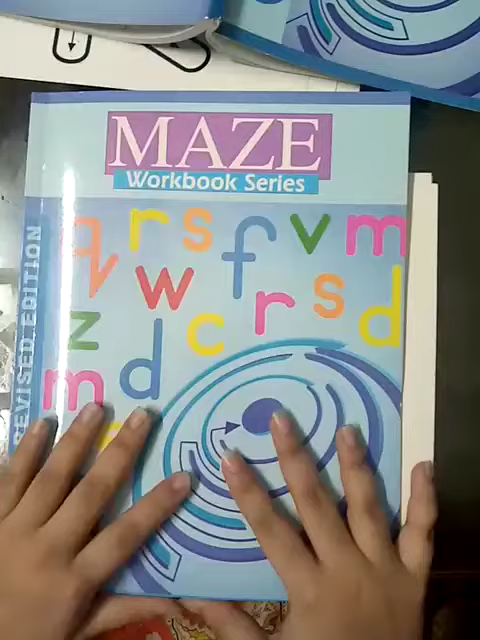 MAZE
Workbook Series
REVISED EDITION
q r s f v m
w r s d
z d c
m